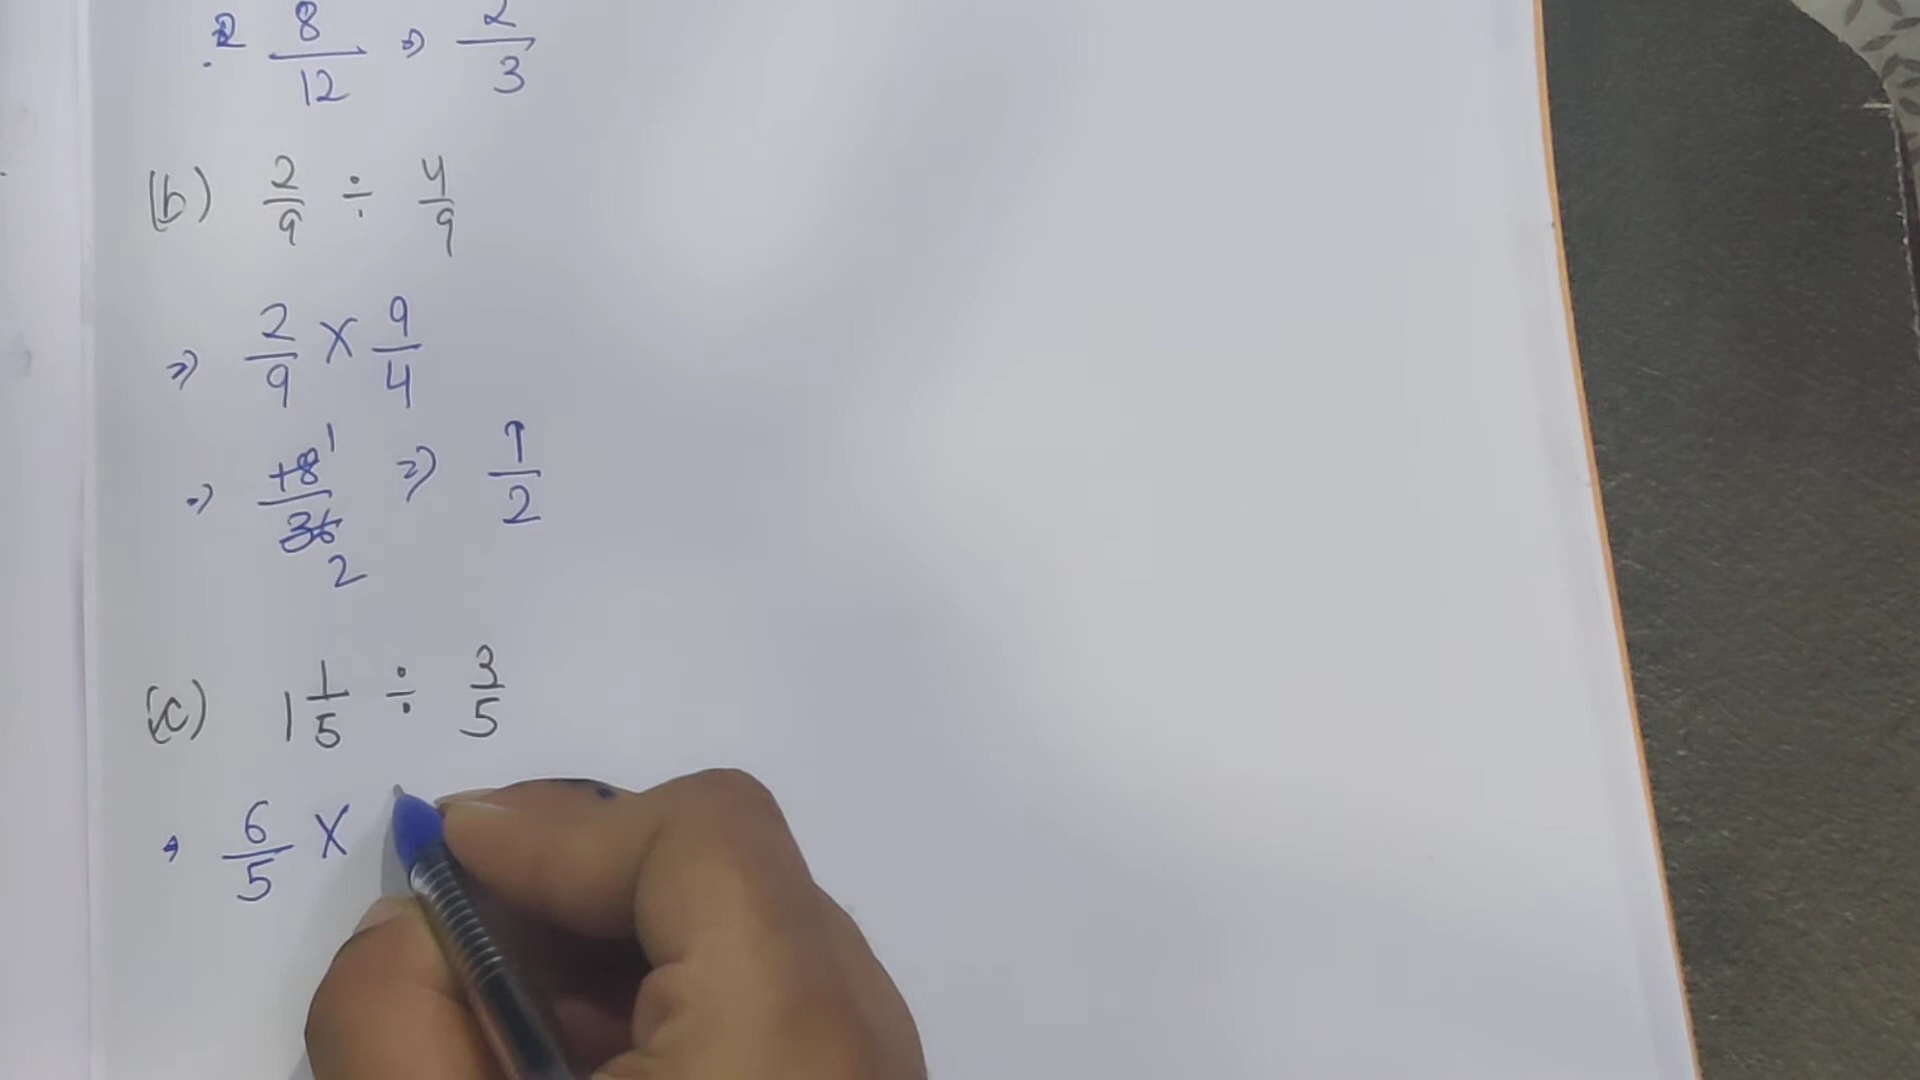 8/12 ⇒ 2/3
(b) 2/9 ÷ 4/9
⇒ 2/9 × 9/4
⇒ 18/36 1 2 ⇒ 1/2
(c) 1 1/5 ÷ 3/5
6/5 ×